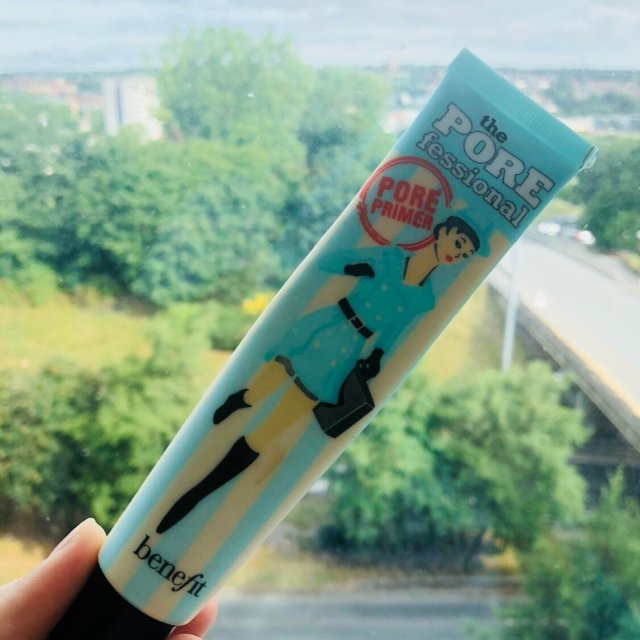 the
PORE
fessional
PORE
PRIMER
benefit